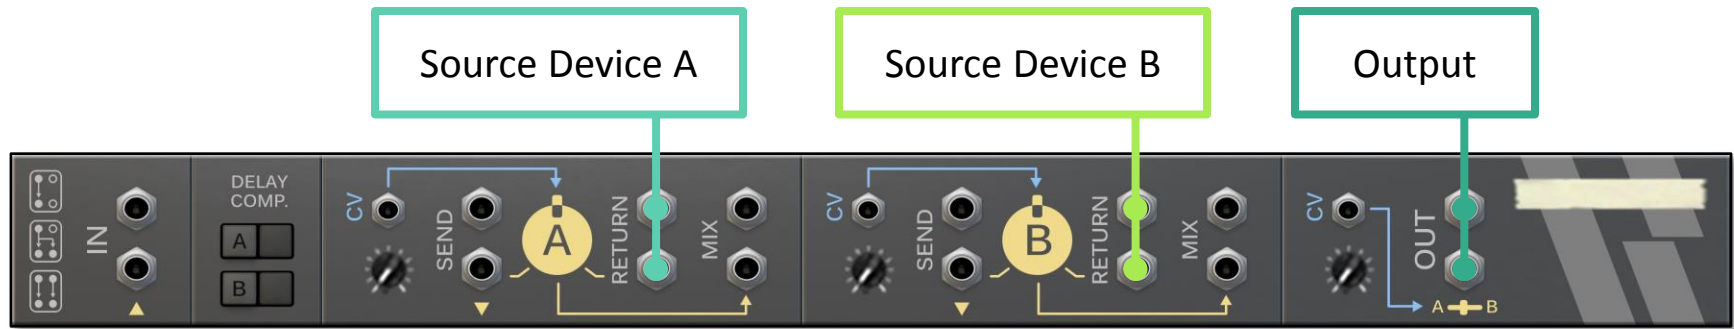 Source Device A
Source Device B
Output
IN
DELAY
COMP.
A
B
CV
SEND
A
RETURN
MIX
CV
SEND
B
RETURN
MIX
CV
OUT
A B